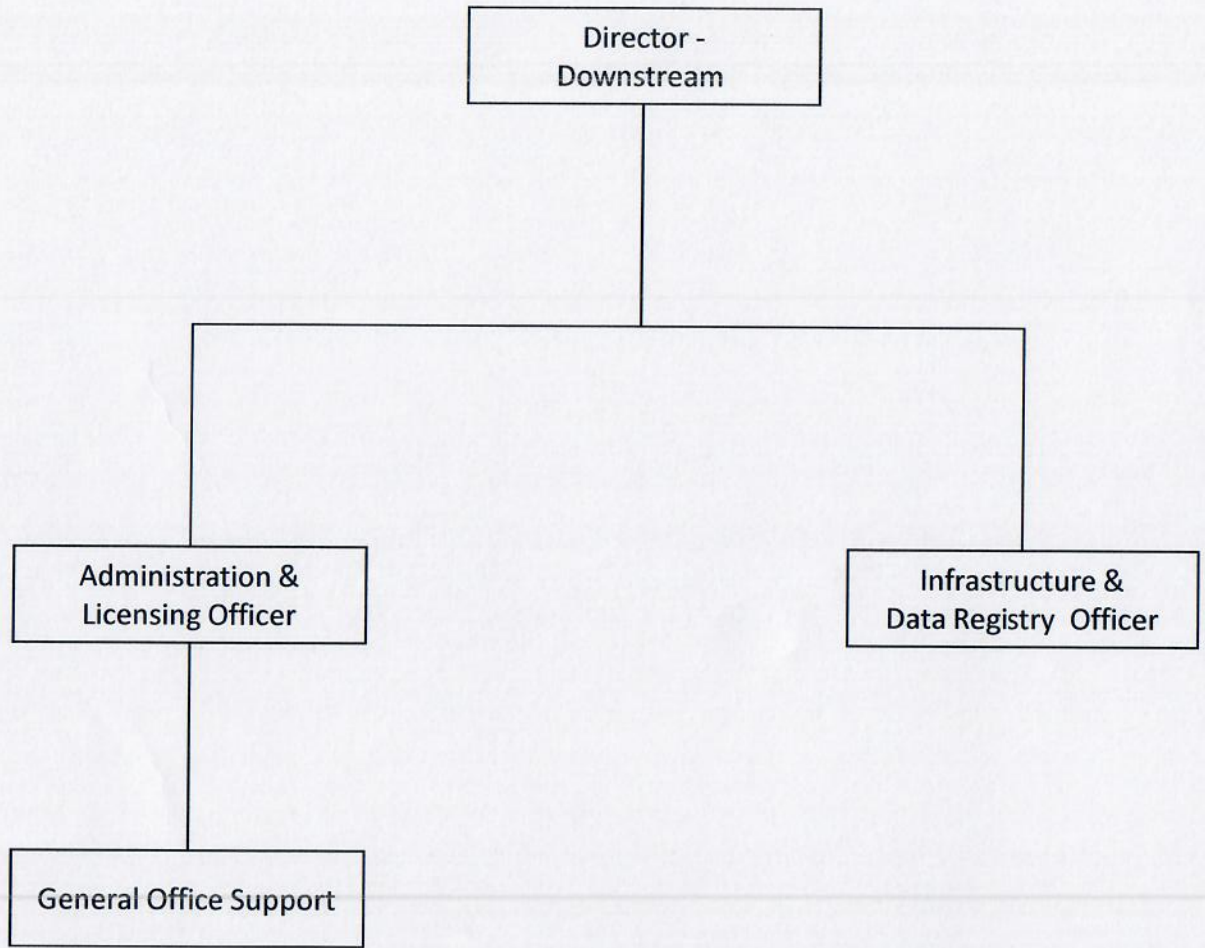 Director -
Downstream
Administration &
Licensing Officer
Infrastructure &
Data Registry Officer
General Office Support